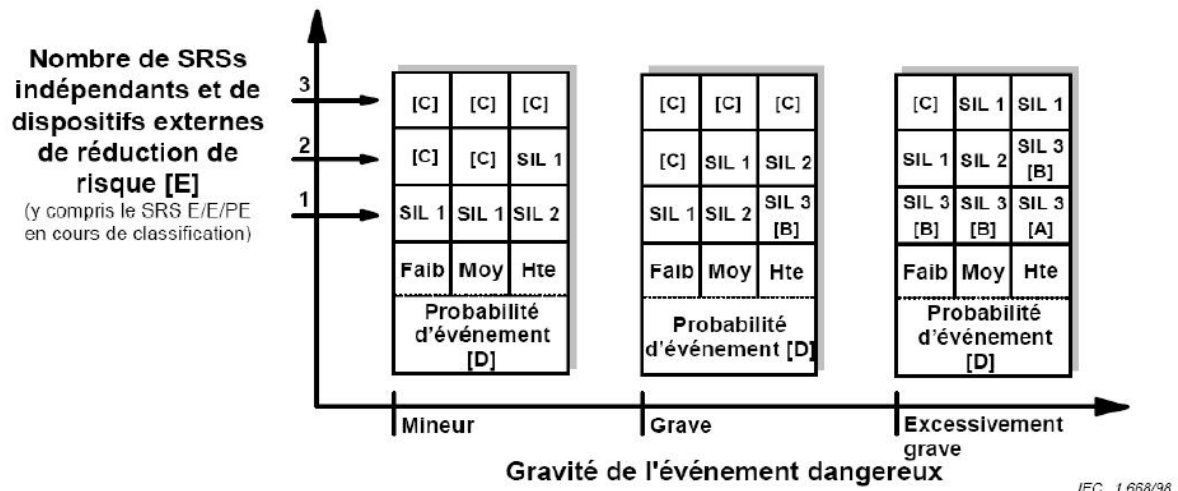 Nombre de SRSs
indépendants et de
dispositifs externes
de réduction de
risque [E]
(y compris le SRS E/E/PE
en cours de classification)
3
2
1
[C] [C] [C]
[C] [C] SIL 1
SIL 1 SIL 1 SIL 2
Faib Moy Hte
Probabilité
d'événement
[D]
[C] [C] [C]
[C] SIL 1 SIL 2
SIL 1 SIL 2 SIL 3
[B]
Faib Moy Hte
Probabilité
d'événement [D]
[C] SIL 1 SIL 1
SIL 1 SIL 2 SIL 3
[B]
SIL 3 SIL 3 SIL 3
[B] [B] [A]
Faib Moy Hte
Probabilité
d'événement
[D]
Mineur
Grave
Excessivement
grave
Gravité de l'événement dangereux
IEC 1 668/98